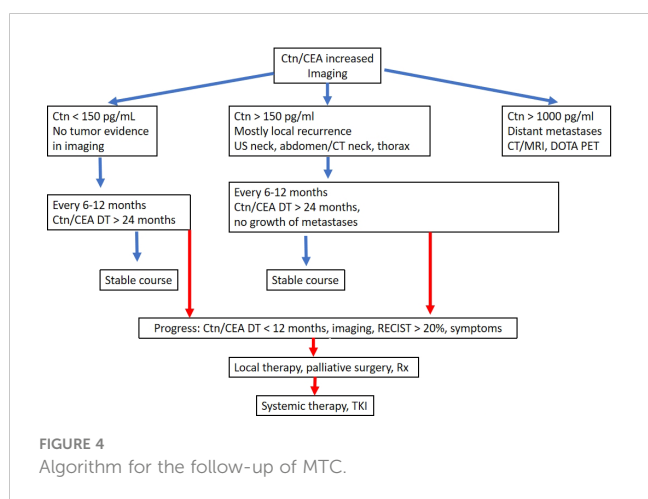 Ctn/CEA increased
Imaging
Ctn < 150 pg/mL
No tumor evidence
in imaging
Ctn > 150 pg/ml
Mostly local recurrence
US neck, abdomen/CT neck, thorax
Ctn > 1000 pg/ml
Distant metastases
CT/MRI, DOTA PET
Every 6-12 months
Ctn/CEA DT > 24 months
Every 6-12 months
Ctn/CEA DT > 24 months,
no growth of metastases
Stable course
Stable course
Progress: Ctn/CEA DT < 12 months, imaging, RECIST > 20%, symptoms
Local therapy, palliative surgery, Rx
Systemic therapy, TKI
FIGURE 4
Algorithm for the follow-up of MTC.